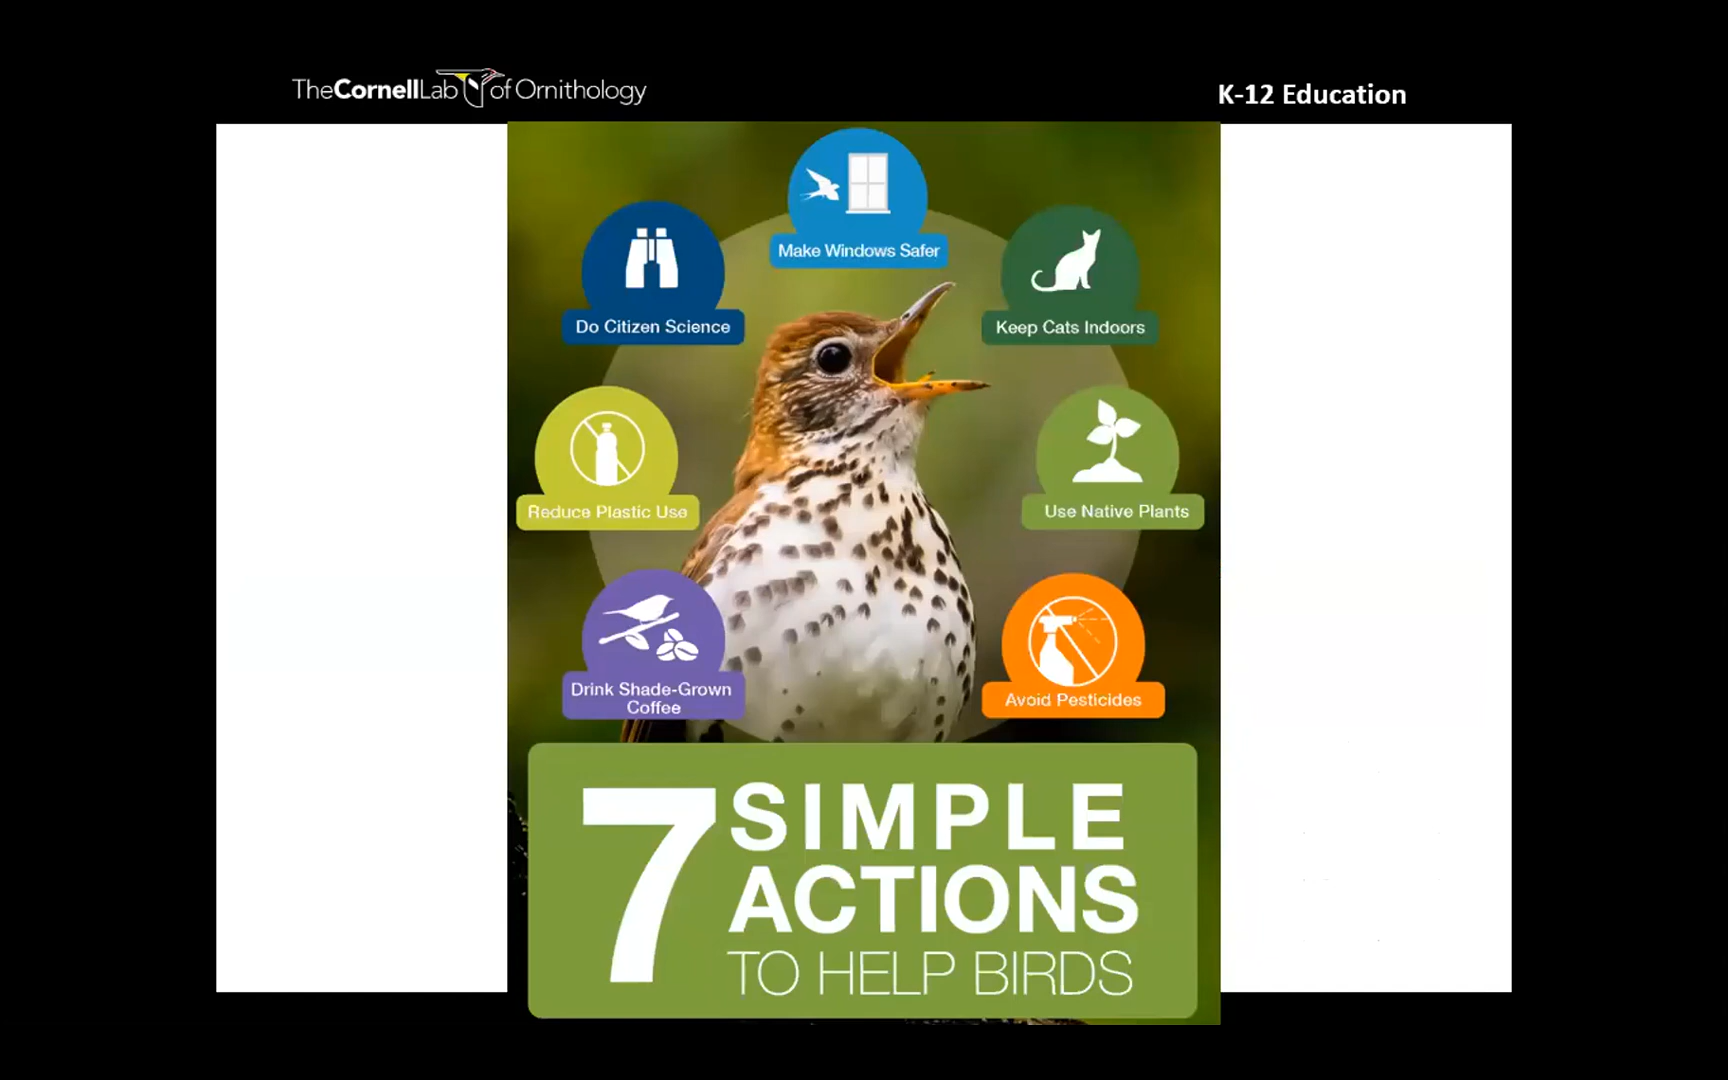 TheCornellLab of Ornithology
K-12 Education
Make Windows Safer
Do Citizen Science
Keep Cats Indoors
Reduce Plastic Use
Use Native Plants
Drink Shade-Grown
Coffee
Avoid Pesticides
7 SIMPLE
ACTIONS
TO HELP BIRDS